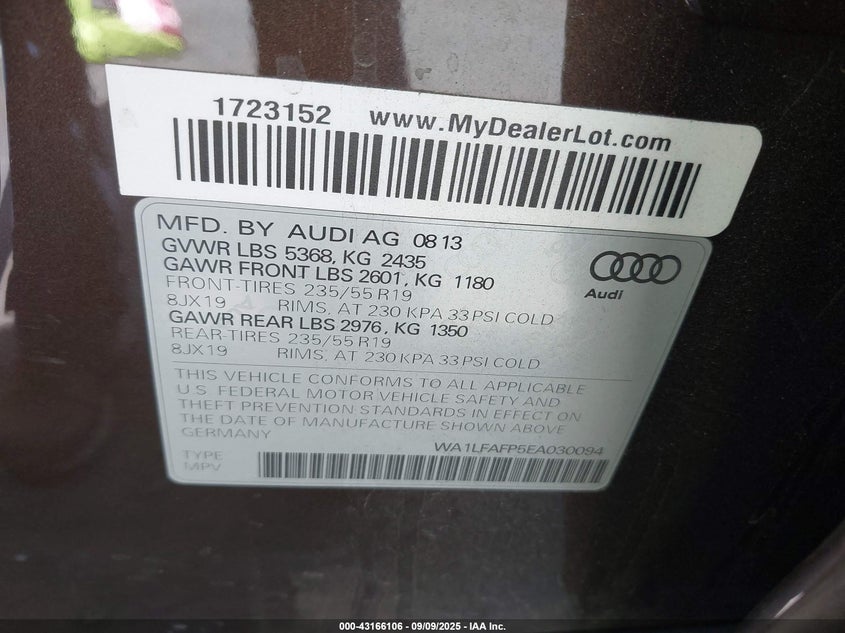 1723152 www.MyDealerLot.com
MFD. BY AUDI AG 08 13
GVWR LBS 5368, KG 2435
GAWR FRONT LBS 2601, KG 1180
FRONT-TIRES 235/55 R19
8JX19 RIMS, AT 230 KPA 33 PSI COLD
GAWR REAR LBS 2976, KG 1350
REAR-TIRES 235/55 R19
8JX19 RIMS, AT 230 KPA 33 PSI COLD
Audi
THIS VEHICLE CONFORMS TO ALL APPLICABLE
U.S. FEDERAL MOTOR VEHICLE SAFETY AND
THEFT PREVENTION STANDARDS IN EFFECT ON
THE DATE OF MANUFACTURE SHOWN ABOVE
GERMANY
WA1LFAFP5EA030094
TYPE
MPV
000-43166106 - 09/09/2025 - IAA Inc.